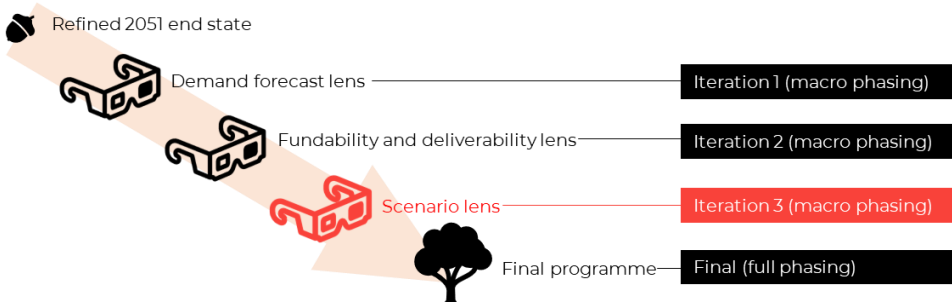 Refined 2051 end state
Demand forecast lens
Iteration 1 (macro phasing)
Fundability and deliverability lens
Iteration 2 (macro phasing)
Scenario lens
Iteration 3 (macro phasing)
Final programme
Final (full phasing)